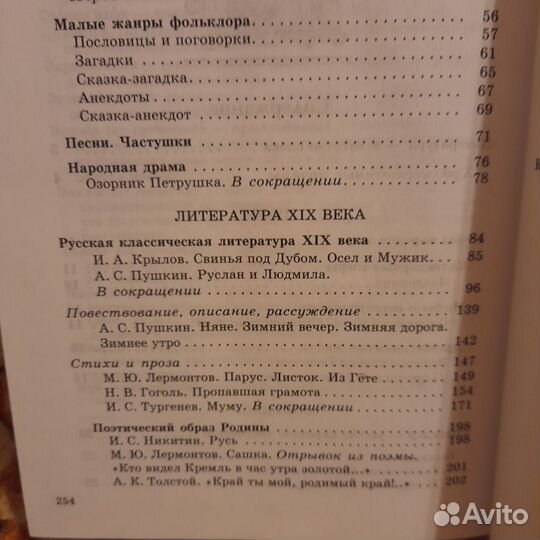 56
Малые жанры фольклора 57
Пословицы и поговорки.
Загадки 61
Сказка-загадка. 65
Анекдоты 67
Сказка-анекдот 69
Песни. Частушки 71
Народная драма 76
Озорник Петрушка. В сокращении. 78
ЛИТЕРАТУРА XIX ВЕКА
Русская классическая литература XIX века 84
И. А. Крылов. Свинья под Дубом. Осел и Мужик. 85
А. С. Пушкин. Руслан и Людмила.
В сокращении 96
Повествование, описание, рассуждение 139
А. С. Пушкин. Няне. Зимний вечер. Зимняя дорога.
Зимнее утро 142
Стихи и проза 147
М. Ю. Лермонтов. Парус. Листок. Из Гёте 149
Н. В. Гоголь. Пропавшая грамота 154
И. С. Тургенев. Муму. В сокращении 171
Поэтический образ Родины 198
И. С. Никитин. Русь 198
М. Ю. Лермонтов. Сашка. Отрывок из поэмы.
«Кто видел Кремль в час утра золотой...» 201
А. К. Толстой. «Край ты мой, родимый край!..» 202
254
Avito